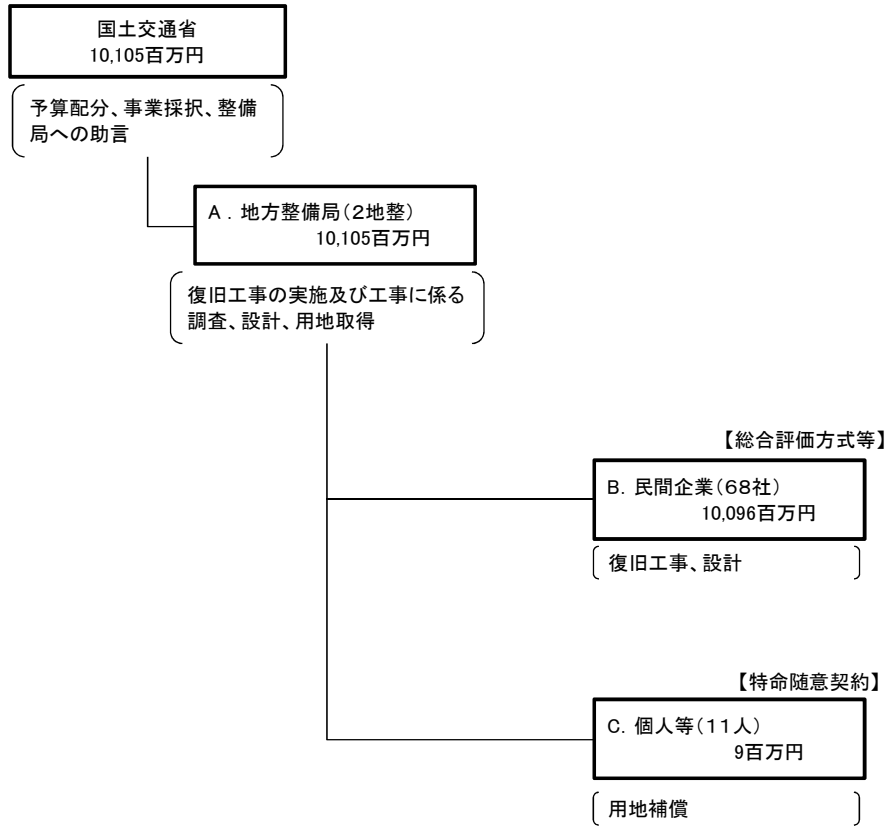 国土交通省
10,105百万円
予算配分、事業採択、整備
局への助言
A．地方整備局（２地整）
10,105百万円
復旧工事の実施及び工事に係る
調査、設計、用地取得
【総合評価方式等】
B．民間企業（６８社）
10,096百万円
復旧工事、設計
【特命随意契約】
C．個人等（１１人）
9百万円
用地補償